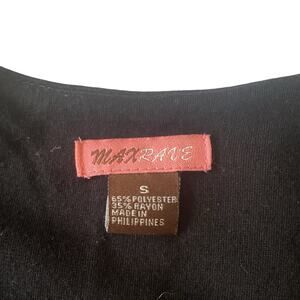 MAXRAVE
S
65% POLYESTER
35% RAYON
MADE IN
PHILIPPINES